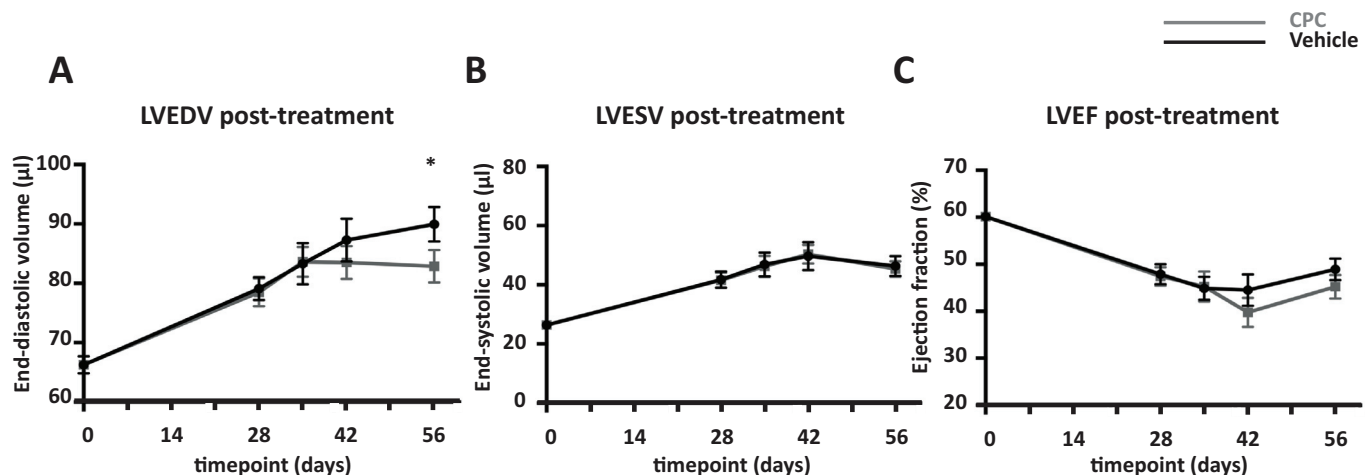 CPC
Vehicle
A
B
C
LVEDV post-treatment
LVESV post-treatment
LVEF post-treatment
End-diastolic volume (µl)
100
90
80
70
60
*
0
14
28
42
56
timepoint (days)
End-systolic volume (µl)
80
60
40
20
0
0
14
28
42
56
timepoint (days)
Ejection fraction (%)
70
60
50
40
30
20
0
14
28
42
56
timepoint (days)